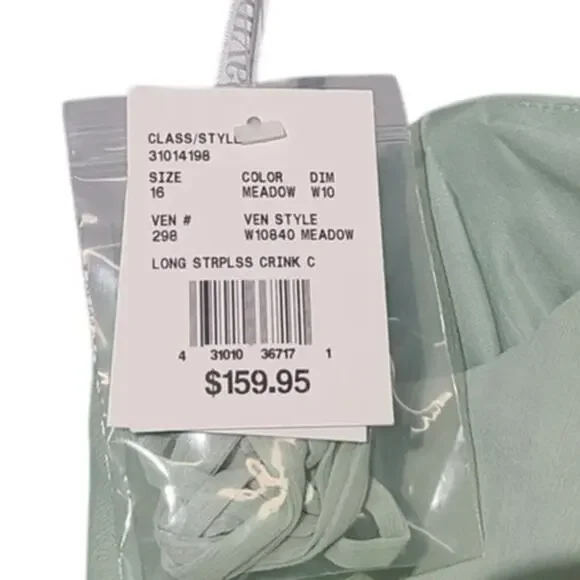 CLASS/STYLE
31014198
SIZE COLOR DIM
16 MEADOW W10
VEN # VEN STYLE
298 W10840 MEADOW
LONG STRPLSS CRINK C
4 31010 36717 1
$159.95